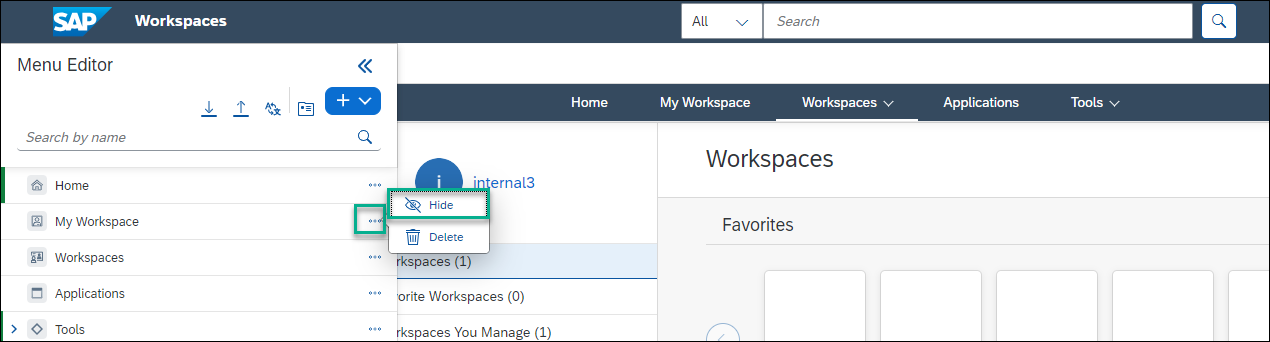 SAP Workspaces All Search
Menu Editor
Home My Workspace Workspaces Applications Tools
Search by name
Workspaces
i internal3
Home
Hide
My Workspace
Favorites
Delete
Workspaces
rkspaces (1)
Applications
orite Workspaces (0)
Tools
rkspaces You Manage (1)